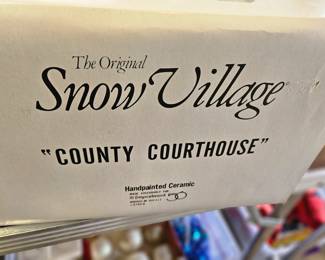 The Original
Snow Village
"COUNTY COURTHOUSE"
Handpainted Ceramic